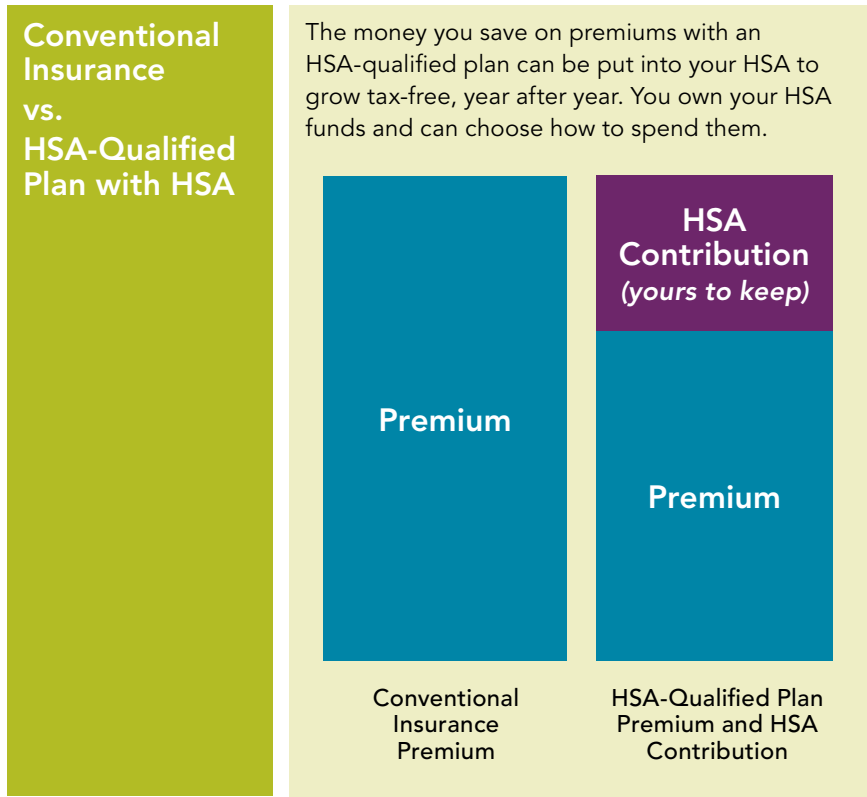 Conventional
Insurance
vs.
HSA-Qualified
Plan with HSA
The money you save on premiums with an
HSA-qualified plan can be put into your HSA to
grow tax-free, year after year. You own your HSA
funds and can choose how to spend them.
Premium
HSA
Contribution
(yours to keep)
Premium
Conventional
Insurance
Premium
HSA-Qualified Plan
Premium and HSA
Contribution